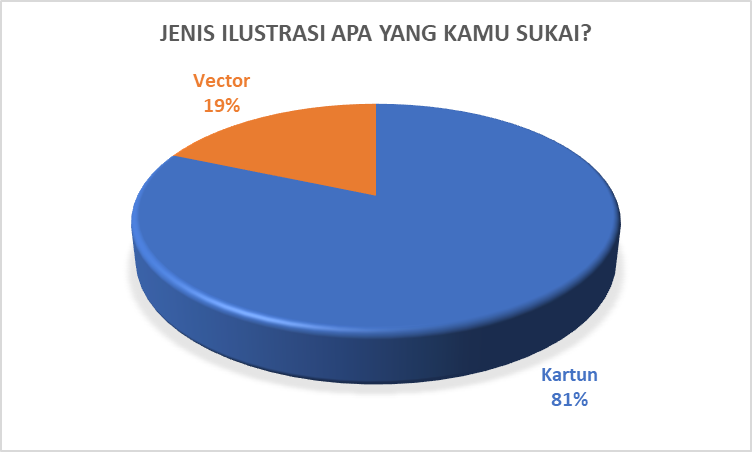 JENIS ILUSTRASI APA YANG KAMU SUKAI?
Vector
19%
Kartun
81%